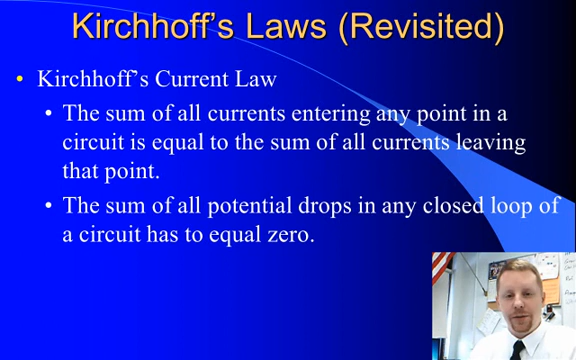 Kirchhoff's Laws (Revisited)
• Kirchhoff's Current Law
• The sum of all currents entering any point in a
circuit is equal to the sum of all currents leaving
that point.
• The sum of all potential drops in any closed loop of
a circuit has to equal zero.